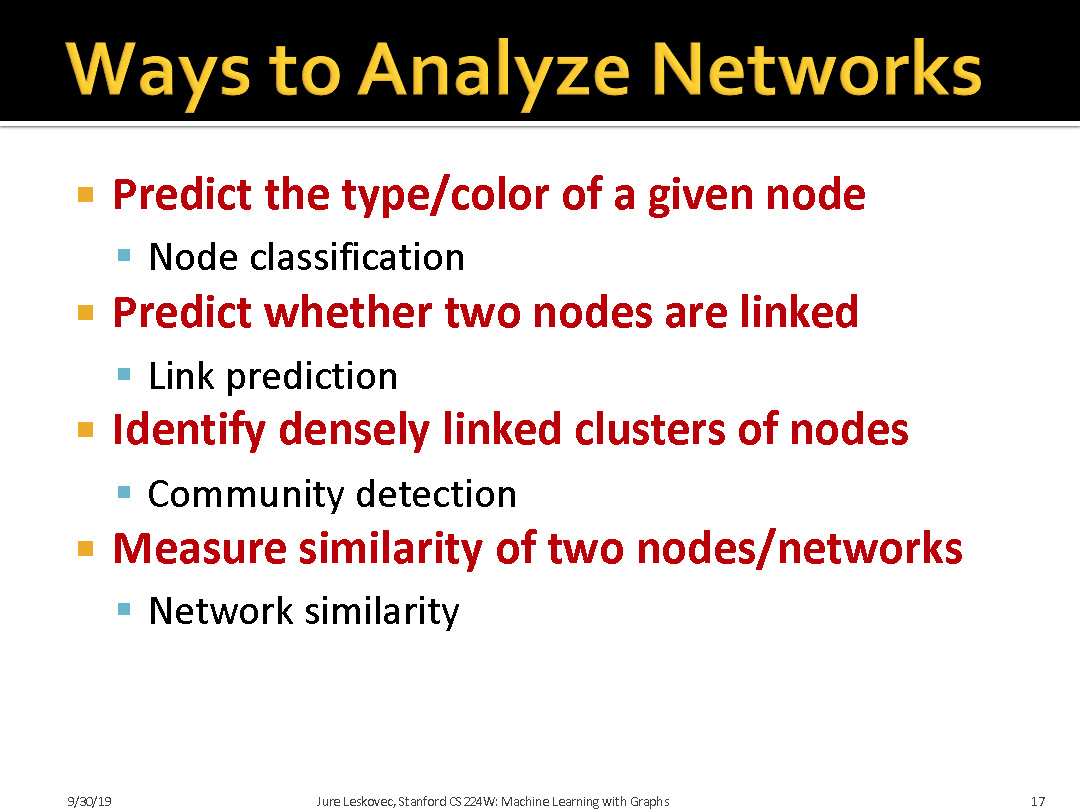 Ways to Analyze Networks
Predict the type/color of a given node
Node classification
Predict whether two nodes are linked
Link prediction
Identify densely linked clusters of nodes
Community detection
Measure similarity of two nodes/networks
Network similarity
9/30/19 Jure Leskovec, Stanford CS224W: Machine Learning with Graphs 17